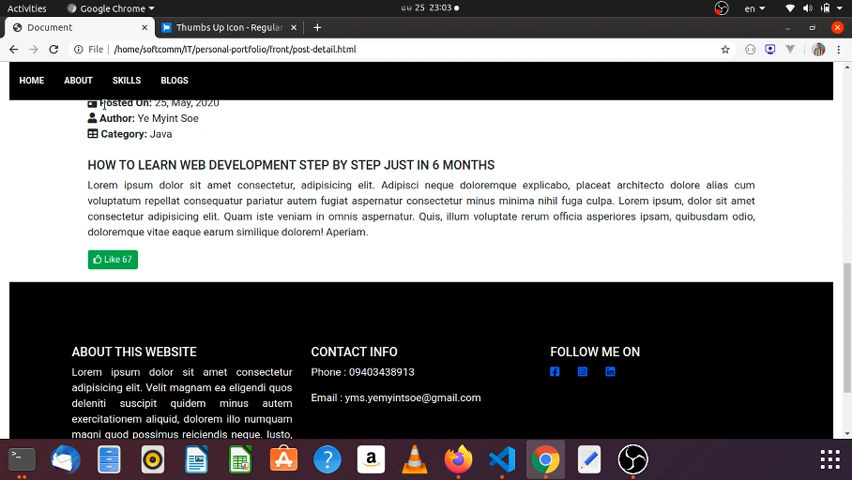 Activities
Google Chrome
ဇွန် 25 23:03
en
Document
Thumbs Up Icon - Regular
File
/home/softcomm/IT/personal-portfolio/front/post-detail.html
HOME ABOUT SKILLS BLOGS
Posted On: 25, May, 2020
Author: Ye Myint Soe
Category: Java
HOW TO LEARN WEB DEVELOPMENT STEP BY STEP JUST IN 6 MONTHS
Lorem ipsum dolor sit amet consectetur, adipisicing elit. Adipisci neque doloremque explicabo, placeat architecto dolore alias cum
voluptatum repellat consequatur pariatur autem fugiat aspernatur consectetur minus minima nihil fuga culpa. Lorem ipsum, dolor sit amet
consectetur adipisicing elit. Quam iste veniam in omnis aspernatur. Quis, illum voluptate rerum officia asperiores ipsam, quibusdam odio,
doloremque vitae eaque earum similique dolorem! Aperiam.
Like 67
ABOUT THIS WEBSITE
Lorem ipsum dolor sit amet consectetur
adipisicing elit. Velit magnam ea eligendi quos
deleniti suscipit quidem minus autem
exercitationem aliquid, dolorem illo numquam
magni quod possimus reiciendis neque. Iusto,
CONTACT INFO
Phone : 09403438913
Email : yms.yemyintsoe@gmail.com
FOLLOW ME ON